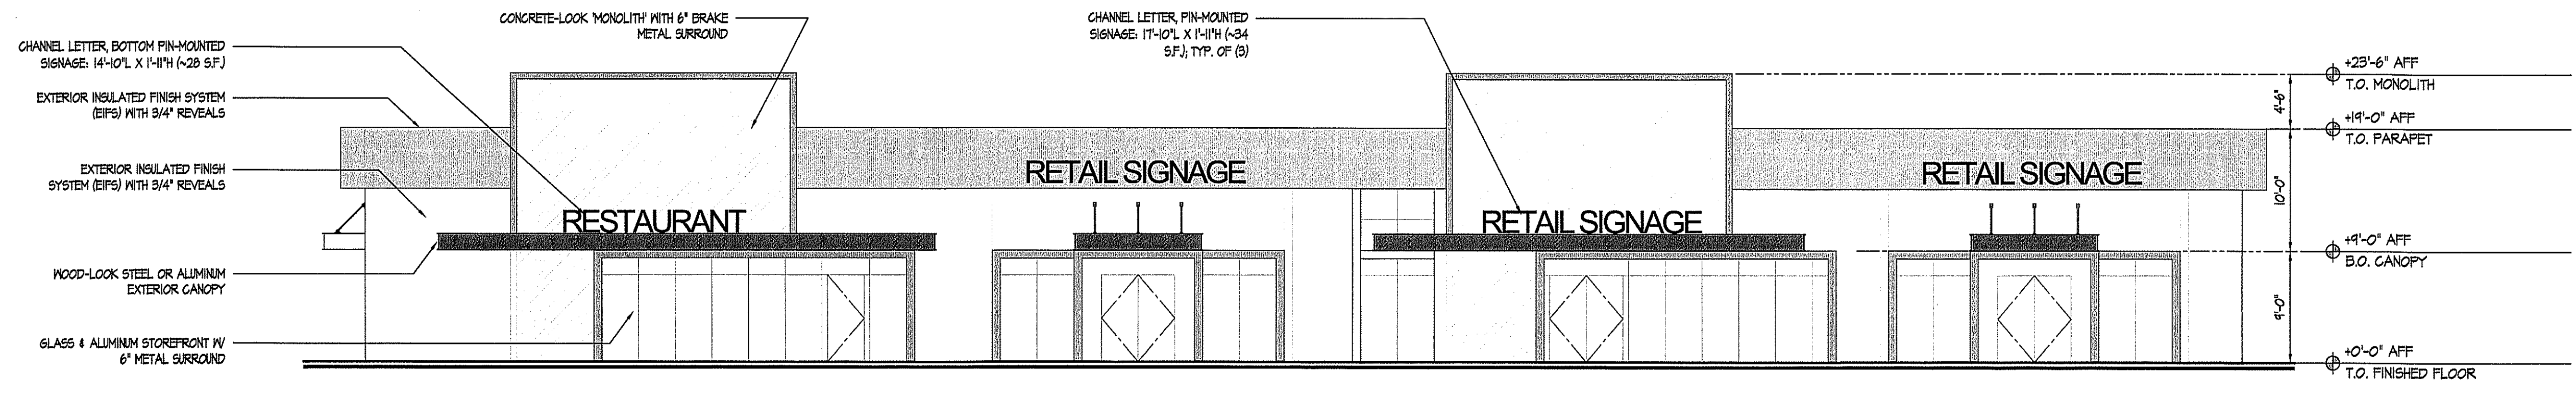 CONCRETE-LOOK 'MONOLITH' WITH 6" BRAKE
METAL SURROUND
CHANNEL LETTER, PIN-MOUNTED
SIGNAGE: 17'-10"L X 1'-11"H (~34
S.F.); TYP. OF (3)
CHANNEL LETTER, BOTTOM PIN-MOUNTED
SIGNAGE: 14'-10"L X 1'-11"H (~28 S.F.)
EXTERIOR INSULATED FINISH SYSTEM
(EIFS) WITH 3/4" REVEALS
EXTERIOR INSULATED FINISH
SYSTEM (EIFS) WITH 3/4" REVEALS
WOOD-LOOK STEEL OR ALUMINUM
EXTERIOR CANOPY
GLASS & ALUMINUM STOREFRONT W/
6" METAL SURROUND
RESTAURANT
RETAIL SIGNAGE
RETAIL SIGNAGE
RETAIL SIGNAGE
4'-6"
10'-0"
9'-0"
+23'-6" AFF
T.O. MONOLITH
+19'-0" AFF
T.O. PARAPET
+9'-0" AFF
B.O. CANOPY
+0'-0" AFF
T.O. FINISHED FLOOR